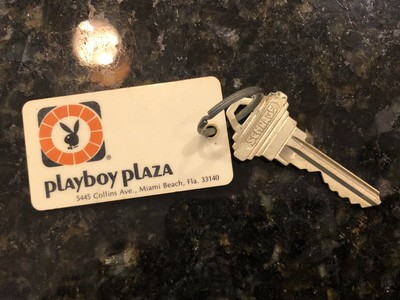 playboy plaza
5445 Collins Ave., Miami Beach, Fla. 33140
SCHLAGE